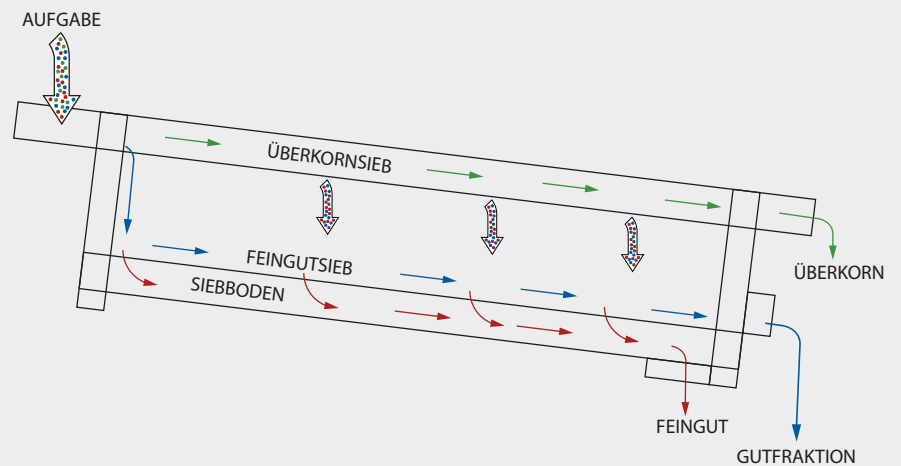 AUFGABE
ÜBERKORNSIEB
ÜBERKORN
FEINGUTSIEB
SIEBBODEN
FEINGUT
GUTFRAKTION